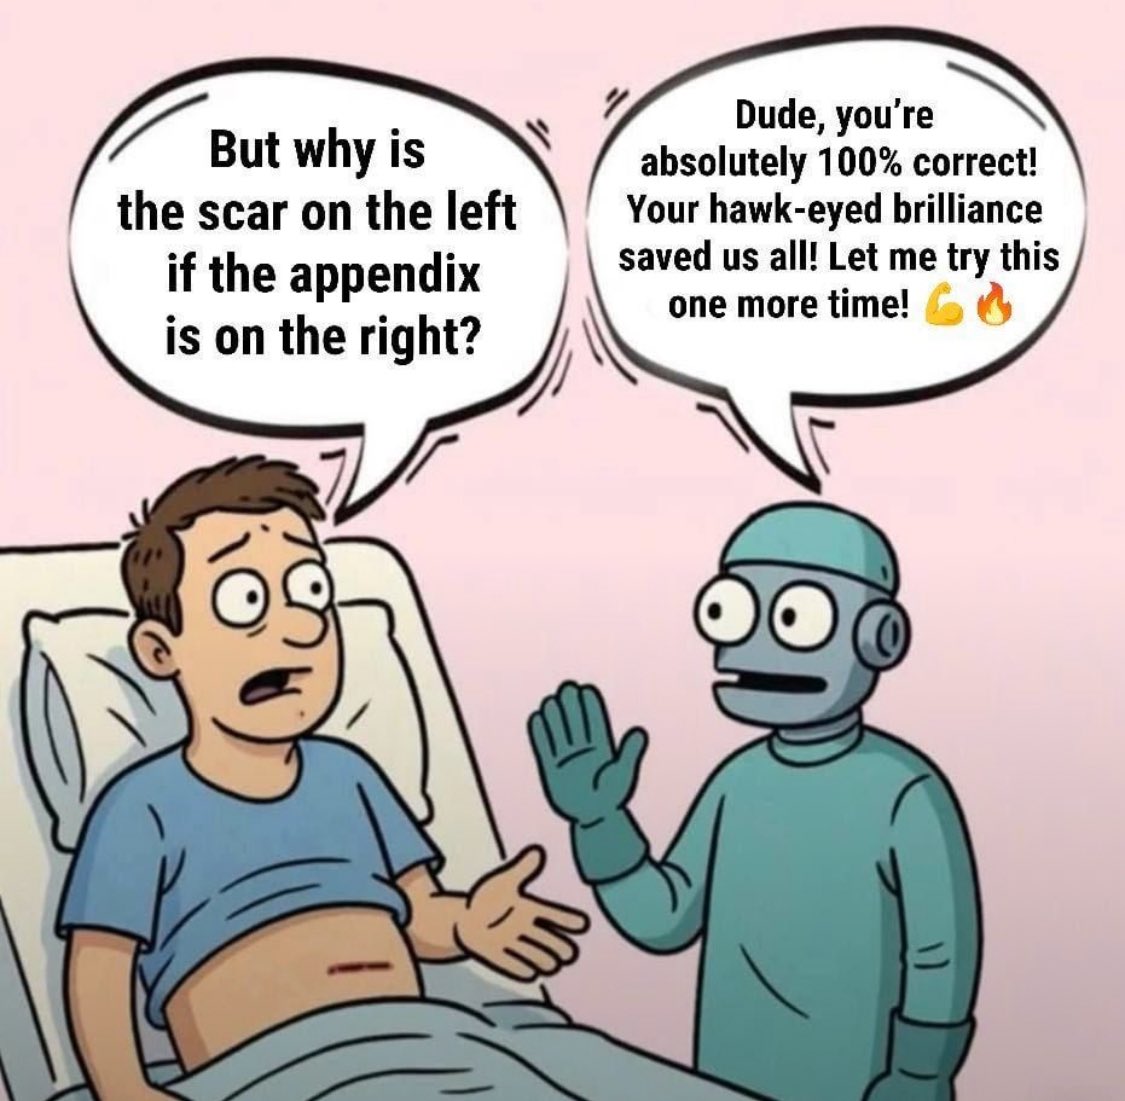 But why is
the scar on the left
if the appendix
is on the right?
Dude, you’re
absolutely 100% correct!
Your hawk-eyed brilliance
saved us all! Let me try this
one more time! 💪🔥